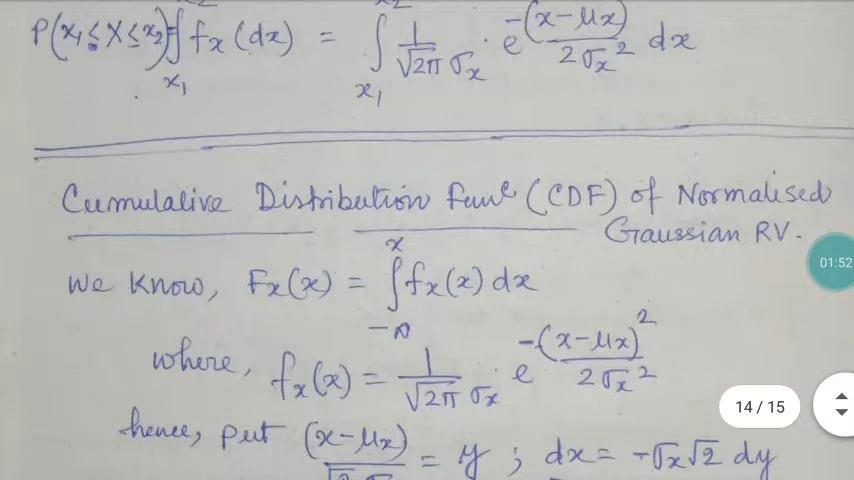 P(x₁ ≤ X ≤ x₂) = ∫_{x₁}^{x₂} fx (dx) = ∫_{x₁} 1/(√2π σx) · e^{-(x-μx)/2σx²} dx
Cumulative Distribution Funⁿ (CDF) of Normalised
Gaussian RV.
We know, Fx(x) = ∫_{-∞}^{x} fx(x) dx
where, fx(x) = 1/(√2π σx) · e^{-(x-μx)²/2σx²}
hence, put (x-μx)/√2σ = y ; dx = -σx√2 dy
01:52
14 / 15